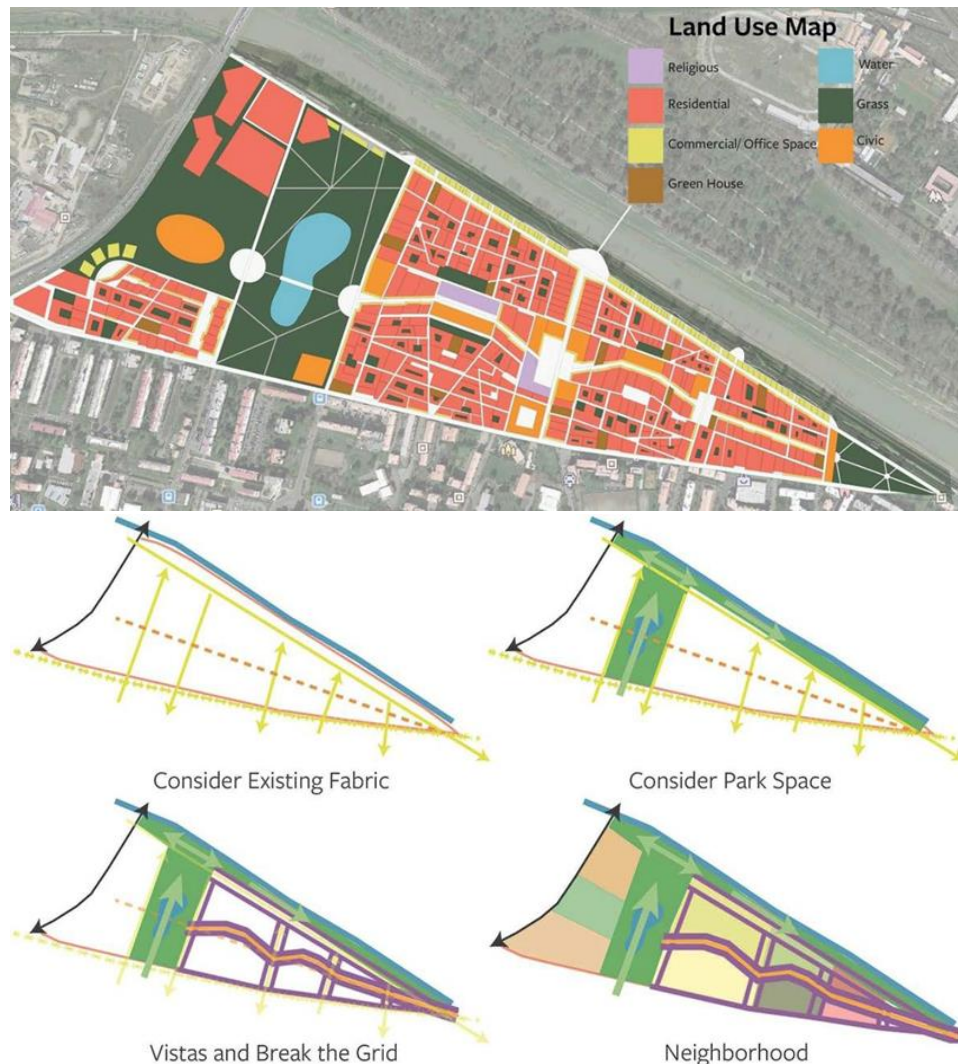 Land Use Map
Religious
Water
Residential
Grass
Commercial/ Office Space
Civic
Green House
Consider Existing Fabric
Consider Park Space
Vistas and Break the Grid
Neighborhood